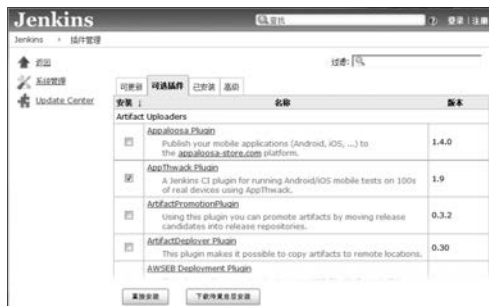 Jenkins
查找
登录 | 注册
Jenkins
插件管理
返回
系统管理
Update Center
过滤:
可更新
可选插件
已安装
高级
安装 ↓
名称
版本
Artifact Uploaders
Appaloosa Plugin
Publish your mobile applications (Android, iOS, ...) to
the appaloosa-store.com platform.
1.4.0
AppThwack Plugin
A Jenkins CI plugin for running Android/iOS mobile tests on 100s
of real devices using AppThwack.
1.9
ArtifactPromotionPlugin
Using this plugin you can promote artifacts by moving release
candidates into release repositories.
0.3.2
ArtifactDeployer Plugin
This plugin makes it possible to copy artifacts to remote locations.
0.30
AWSEB Deployment Plugin
直接安装
下载待重启后安装